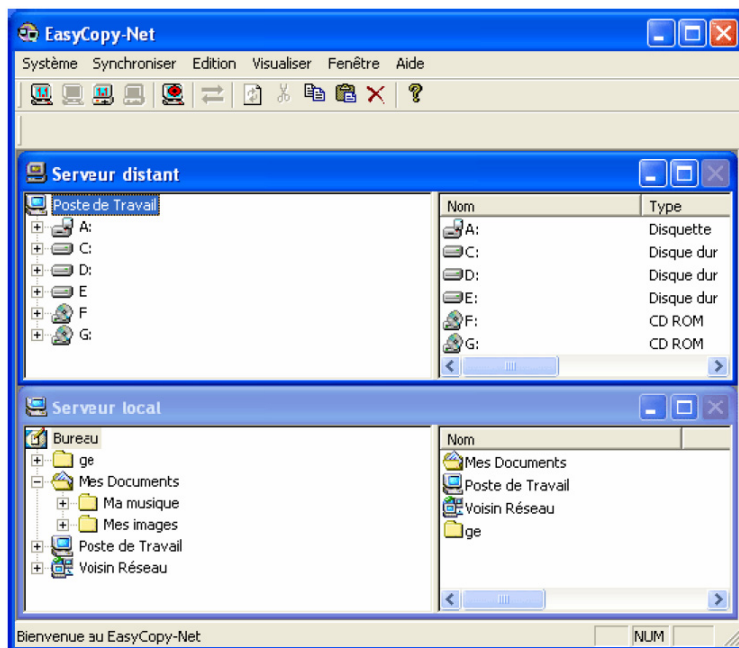 EasyCopy-Net
Système Synchroniser Edition Visualiser Fenêtre Aide
Serveur distant
Poste de Travail
A:
C:
D:
E
F
G:
Nom Type
A: Disquette
C: Disque dur
D: Disque dur
E: Disque dur
F: CD ROM
G: CD ROM
Serveur local
Bureau
ge
Mes Documents
Ma musique
Mes images
Poste de Travail
Voisin Réseau
Nom
Mes Documents
Poste de Travail
Voisin Réseau
ge
Bienvenue au EasyCopy-Net NUM